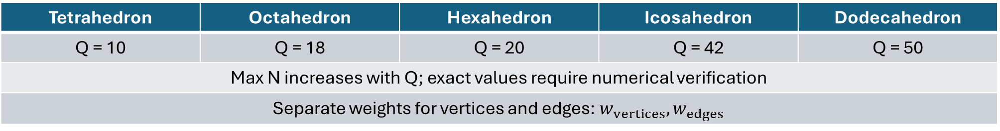 Tetrahedron Octahedron Hexahedron Icosahedron Dodecahedron
Q = 10 Q = 18 Q = 20 Q = 42 Q = 50
Max N increases with Q; exact values require numerical verification
Separate weights for vertices and edges: w_vertices, w_edges